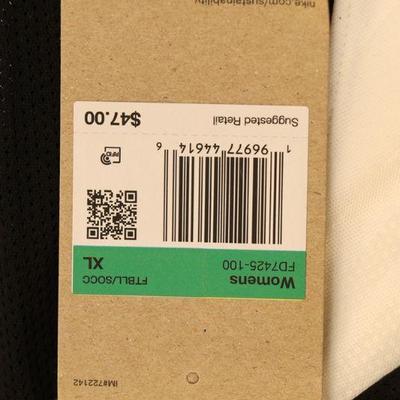 IM#722142
Womens FTBLL/SOCC
FD7425-100 XL
1 96977 44614 6
Suggested Retail $47.00
nike.com/sustainability